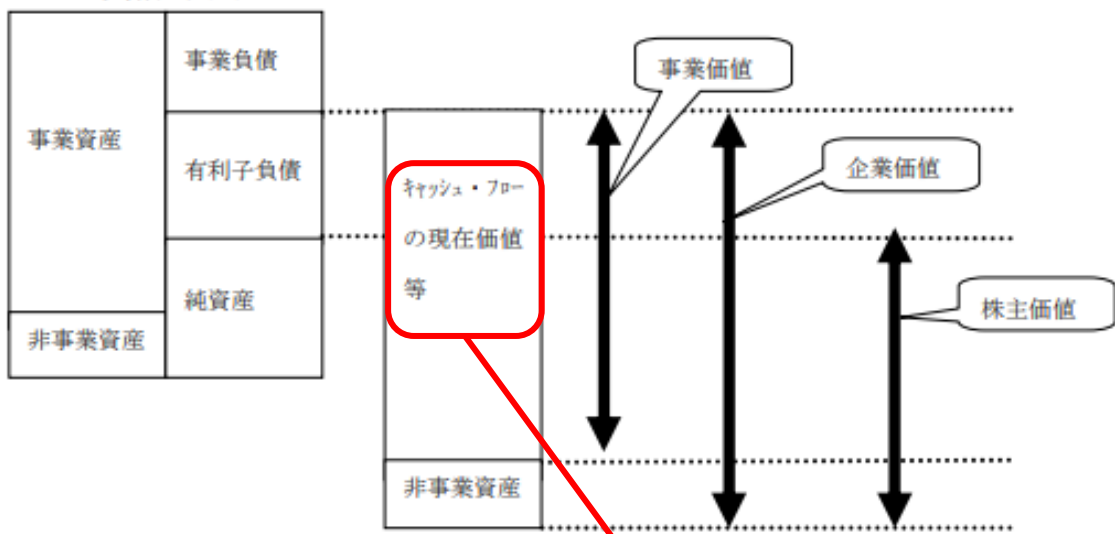 事業負債
事業資産
有利子負債
純資産
非事業資産
ｷｬｯｼｭ・ﾌﾛｰ
の現在価値
等
非事業資産
事業価値
企業価値
株主価値